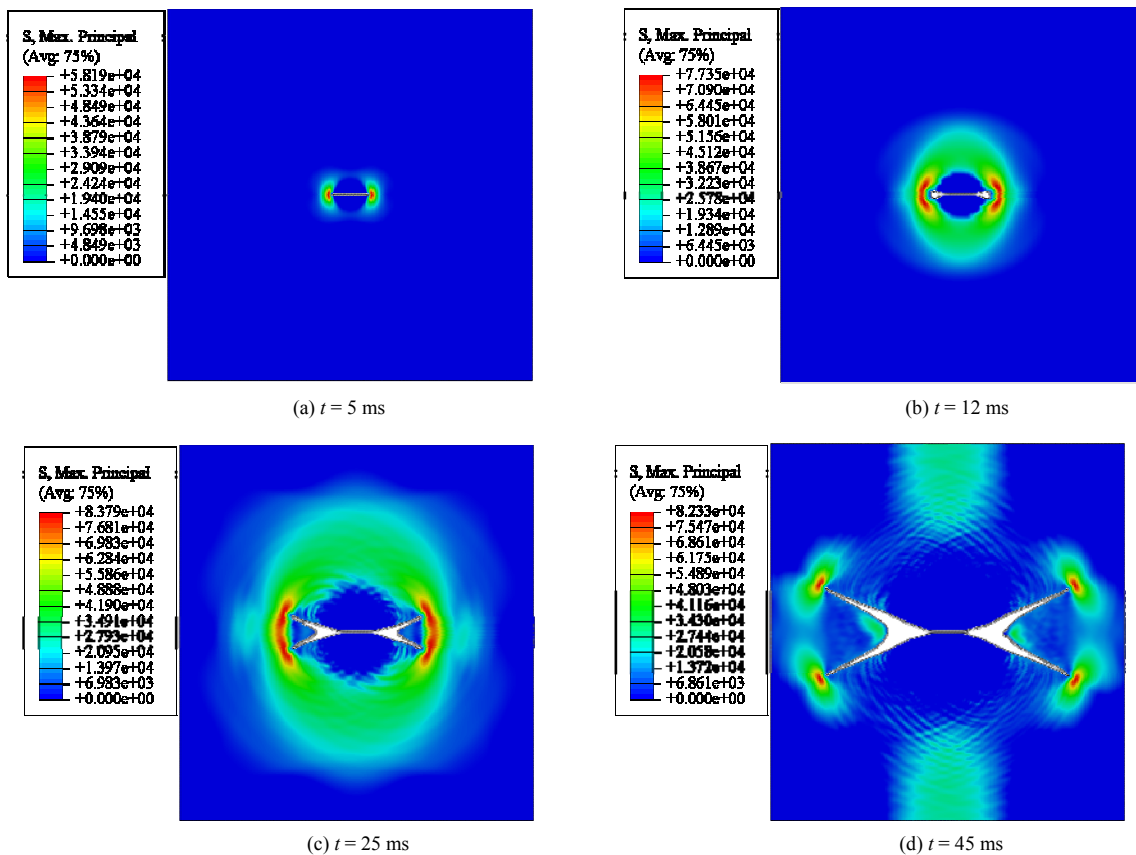 S, Max. Principal
(Avg: 75%)
+5.819e+04
+5.334e+04
+4.849e+04
+4.364e+04
+3.879e+04
+3.394e+04
+2.909e+04
+2.424e+04
+1.940e+04
+1.455e+04
+9.698e+03
+4.849e+03
+0.000e+00
(a) t = 5 ms
S, Max. Principal
(Avg: 75%)
+7.735e+04
+7.090e+04
+6.445e+04
+5.801e+04
+5.156e+04
+4.512e+04
+3.867e+04
+3.223e+04
+2.578e+04
+1.934e+04
+1.289e+04
+6.445e+03
+0.000e+00
(b) t = 12 ms
S, Max. Principal
(Avg: 75%)
+8.379e+04
+7.681e+04
+6.983e+04
+6.284e+04
+5.586e+04
+4.888e+04
+4.190e+04
+3.491e+04
+2.793e+04
+2.095e+04
+1.397e+04
+6.983e+03
+0.000e+00
(c) t = 25 ms
S, Max. Principal
(Avg: 75%)
+8.233e+04
+7.547e+04
+6.861e+04
+6.175e+04
+5.489e+04
+4.803e+04
+4.116e+04
+3.430e+04
+2.744e+04
+2.058e+04
+1.372e+04
+6.861e+03
+0.000e+00
(d) t = 45 ms